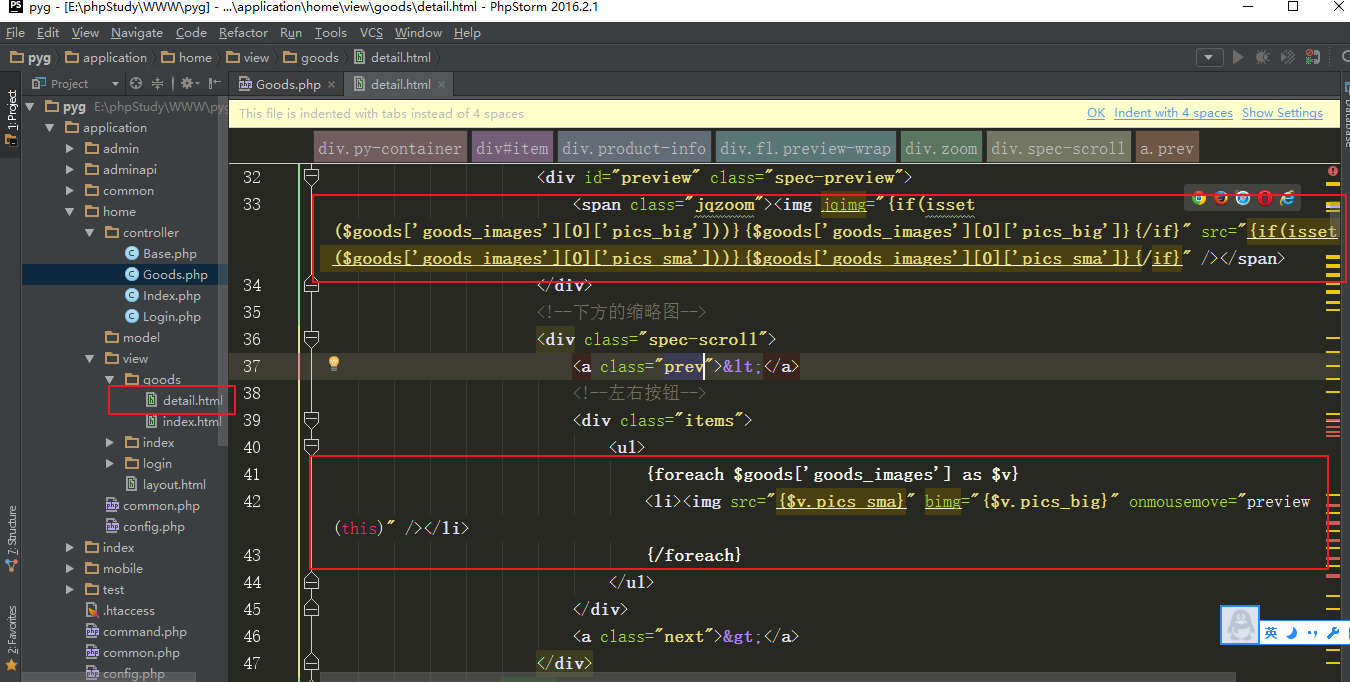 pyg - [E:\phpStudy\WWW\pyg] - ...\application\home\view\goods\detail.html - PhpStorm 2016.2.1
File Edit View Navigate Code Refactor Run Tools VCS Window Help
pyg application home view goods detail.html
Project Goods.php detail.html
1: Project
7: Structure
2: Favorites
Database
pyg E:\phpStudy\WWW\pyg
application
admin
adminapi
common
home
controller
Base.php
Goods.php
Index.php
Login.php
model
view
goods
detail.html
index.html
index
login
layout.html
common.php
config.php
index
mobile
test
.htaccess
command.php
common.php
config.php
This file is indented with tabs instead of 4 spaces OK Indent with 4 spaces Show Settings
div.py-container div#item div.product-info div.fl.preview-wrap div.zoom div.spec-scroll a.prev
32 <div id="preview" class="spec-preview">
33 <span class="jqzoom"><img jqimg="{if(isset
($goods['goods_images'][0]['pics_big']))}{$goods['goods_images'][0]['pics_big']}{/if}" src="{if(isset
($goods['goods_images'][0]['pics_sma']))}{$goods['goods_images'][0]['pics_sma']}{/if}" /></span>
34 </div>
35 <!--下方的缩略图-->
36 <div class="spec-scroll">
37 <a class="prev">&lt;</a>
38 <!--左右按钮-->
39 <div class="items">
40 <ul>
41 {foreach $goods['goods_images'] as $v}
42 <li><img src="{$v.pics_sma}" bimg="{$v.pics_big}" onmousemove="preview
(this)" /></li>
43 {/foreach}
44 </ul>
45 </div>
46 <a class="next">&gt;</a>
47 </div>
英